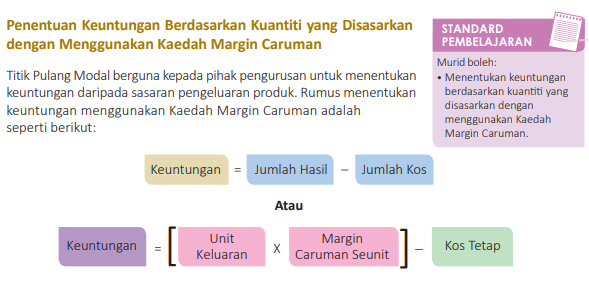 Penentuan Keuntungan Berdasarkan Kuantiti yang Disasarkan
dengan Menggunakan Kaedah Margin Caruman
Titik Pulang Modal berguna kepada pihak pengurusan untuk menentukan
keuntungan daripada sasaran pengeluaran produk. Rumus menentukan
keuntungan menggunakan Kaedah Margin Caruman adalah
seperti berikut:
STANDARD
PEMBELAJARAN
Murid boleh:
• Menentukan keuntungan
berdasarkan kuantiti yang
disasarkan dengan
menggunakan Kaedah
Margin Caruman.
Keuntungan = Jumlah Hasil – Jumlah Kos
Atau
Keuntungan = [ Unit Keluaran X Margin Caruman Seunit ] – Kos Tetap